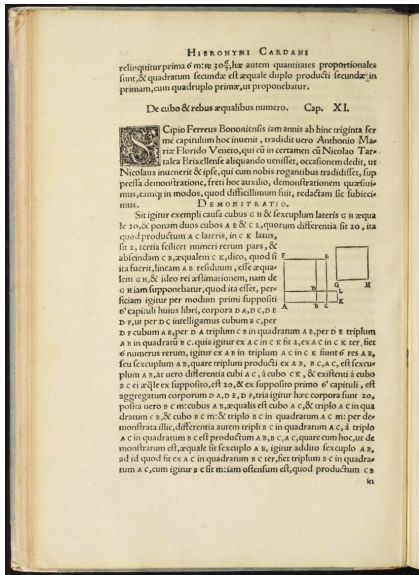 HIERONYMI CARDANI
relinquitur prima 6 m: ℞ 30 6/7, hæ autem quantitates proportionales
sunt, & quadratum secundæ est æquale duplo producti secundæ in
primam, cum quadruplo primæ, ut proponebatur.
De cubo & rebus æqualibus numero. Cap. XI.
SCipio Ferreus Bononiensis iam annis ab hinc triginta fer
me capitulum hoc inuenit, tradidit uero Anthonio Ma-
riæ Florido Veneto, qui cũ in certamen cũ Nicolao Tar-
talea Brixellense aliquando uenisset, occasionem dedit, ut
Nicolaus inuenerit & ipse, qui cum nobis rogantibus tradidisset, sup
pressa demonstratione, freti hoc auxilio, demonstrationem quæsiui-
mus, eamq́; in modos, quod difficillimum fuit, redactam sic subieci-
mus.
DEMONSTRATIO.
Sit igitur exempli causa cubus G H & sexcuplum lateris G H æqua
le 20, & ponam duos cubos A E & C L, quorum differentia sit 20, ita
quod productum A C lateris, in C K latus,
sit 2, tertia scilicet numeri rerum pars, &
abscindam C B, æqualem C K, dico, quod si
ita fuerit, lineam A B residuum, esse æqua-
lem G H, & ideo rei æstimationem, nam de
G H iam supponebatur, quod ita esset, per-
ficiam igitur per modum primi suppositi
6ⁱ capituli huius libri, corpora D A, D C, D E
D F, ut per D C intelligamus cubum B C, per
D F cubum A B, per D A triplum C B in quadratum A B, per D E triplum
A B in quadratũ B C. quia igitur ex A C in C K fit 2, ex A C in C K ter, fiet
6 numerus rerum, igitur ex A B in triplum A C in C K fiunt 6 res A B,
seu sexcuplum A B, quare triplum producti ex A B, B C, A C, est sexcu-
plum A B, at uero differentia cubi A C, à cubo C K, & existenti à cubo
B C ei æq̃le ex supposito, est 20, & ex supposito primo 6ⁱ capituli, est
aggregatum corporum D A, D E, D F, tria igitur hæc corpora sunt 20,
posita uero B C m: cubus A B, æqualis est cubo A C, & triplo A C in qua
dratum C B, & cubo B C m: & triplo B C in quadratum A C m: per de-
monstrata illic, differentia autem tripli B C in quadratum A C, á triplo
A C in quadratum B C est productum A B, B C, A C, quare cum hoc, ut de
monstratum est, æquale sit sexcuplo A B, igitur addito sexcuplo A B,
ad id quod fit ex A C in quadratum B C ter, fiet triplum B C in quadra-
tum A C, cum igitur B C sit m: iam ostensum est, quod productum C B
in
F E
D L
A B C K
G H